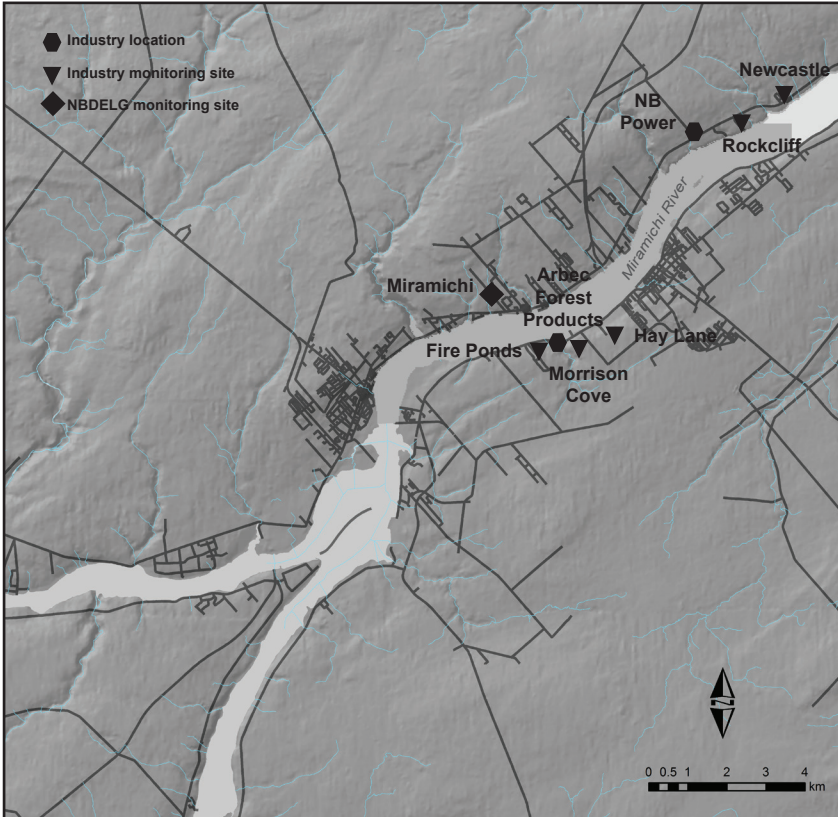 Industry location
Industry monitoring site
NBDELG monitoring site
Newcastle
NB
Power
Rockcliff
Miramichi River
Miramichi
Arbec
Forest
Products
Hay Lane
Fire Ponds
Morrison
Cove
N
0 0.5 1 2 3 4
km